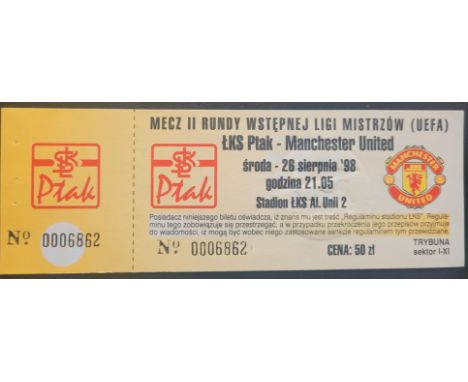 MECZ II RUNDY WSTĘPNEJ LIGI MISTRZÓW (UEFA)
ŁKS Ptak - Manchester United
środa - 26 sierpnia '98
godzina 21.05
Stadion ŁKS Al. Unii 2
Ptak
Ptak
MANCHESTER
UNITED
Posiadacz niniejszego biletu oświadcza, iż znany mu jest treść „Regulaminu stadionu ŁKS”. Regula-
minu tego zobowiązuje się przestrzegać, a w przypadku przekroczenia jego przepisów przyjmuje
do wiadomości, iż mogą być wobec niego zastosowane sankcje regulaminem tym przewidziane.
Nº 0006862
Nº 0006862
CENA: 50 zł
TRYBUNA
sektor I-XI